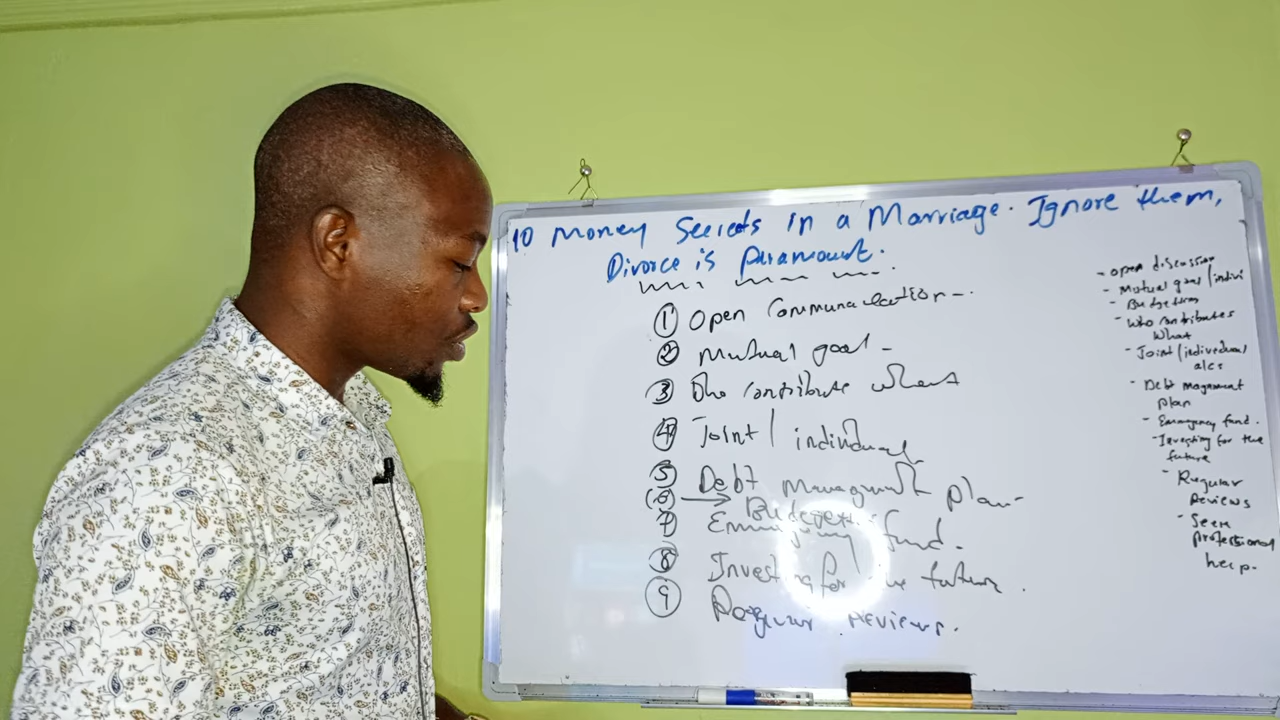 10 Money Secrets in a Marriage. Ignore them,
Divorce is Paramount.
① Open Communication -.
② Mutual goal -
③ Who contribute what
④ Joint / individual
⑤ Debt Management plan-
⑥ → Budgeting
⑦ Emergency fund.
⑧ Investing for the future.
⑨ Regular Reviews.
- open discussion
- Mutual goal / indivi
- Budgeting
- Who contributes
What
- Joint / individual
- Debt management
plan
- Emergency fund.
- Investing for the
future
- Regular
Reviews
- Seek
professional
help.